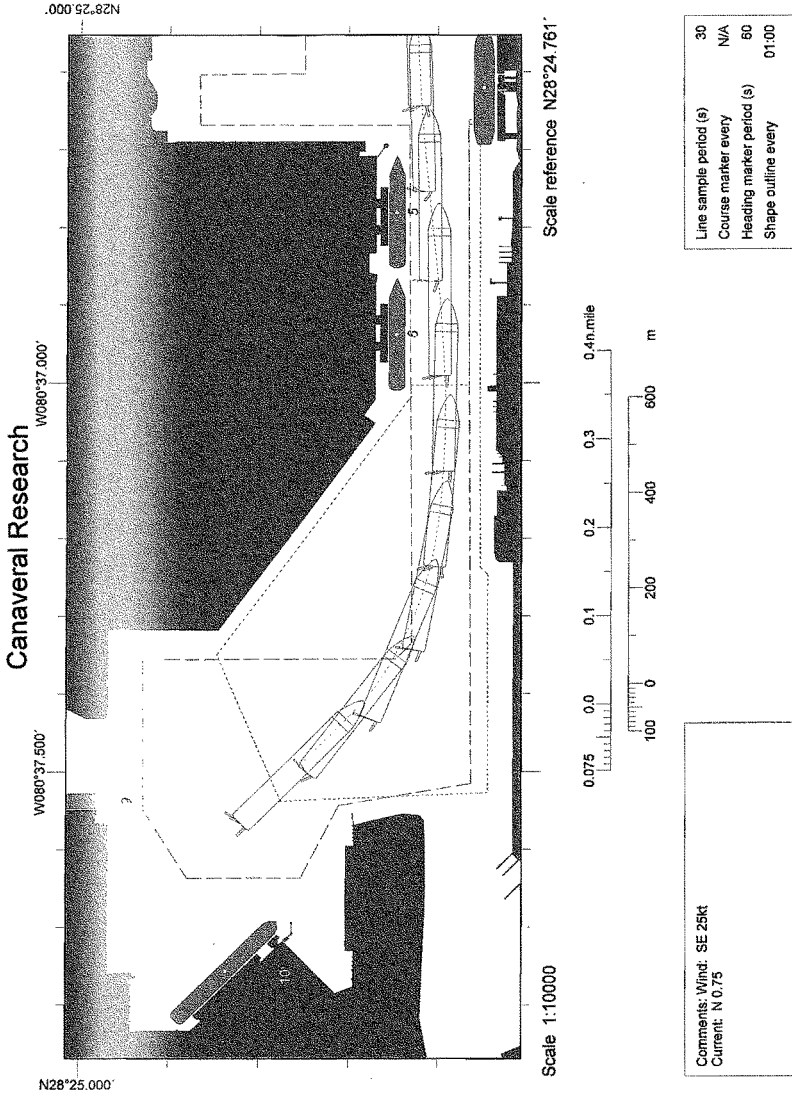 Canaveral Research
W080°37.500´
W080°37.000´
N28°25.000´
N28°25.000´
6
5
6
10
Scale 1:10000
Scale reference N28°24.761´
0.075
0.0
0.1
0.2
0.3
0.4n.mile
100
0
200
400
600
m
Comments: Wind: SE 25kt
Current: N 0.75
Line sample period (s) 30
Course marker every N/A
Heading marker period (s) 60
Shape outline every 01:00